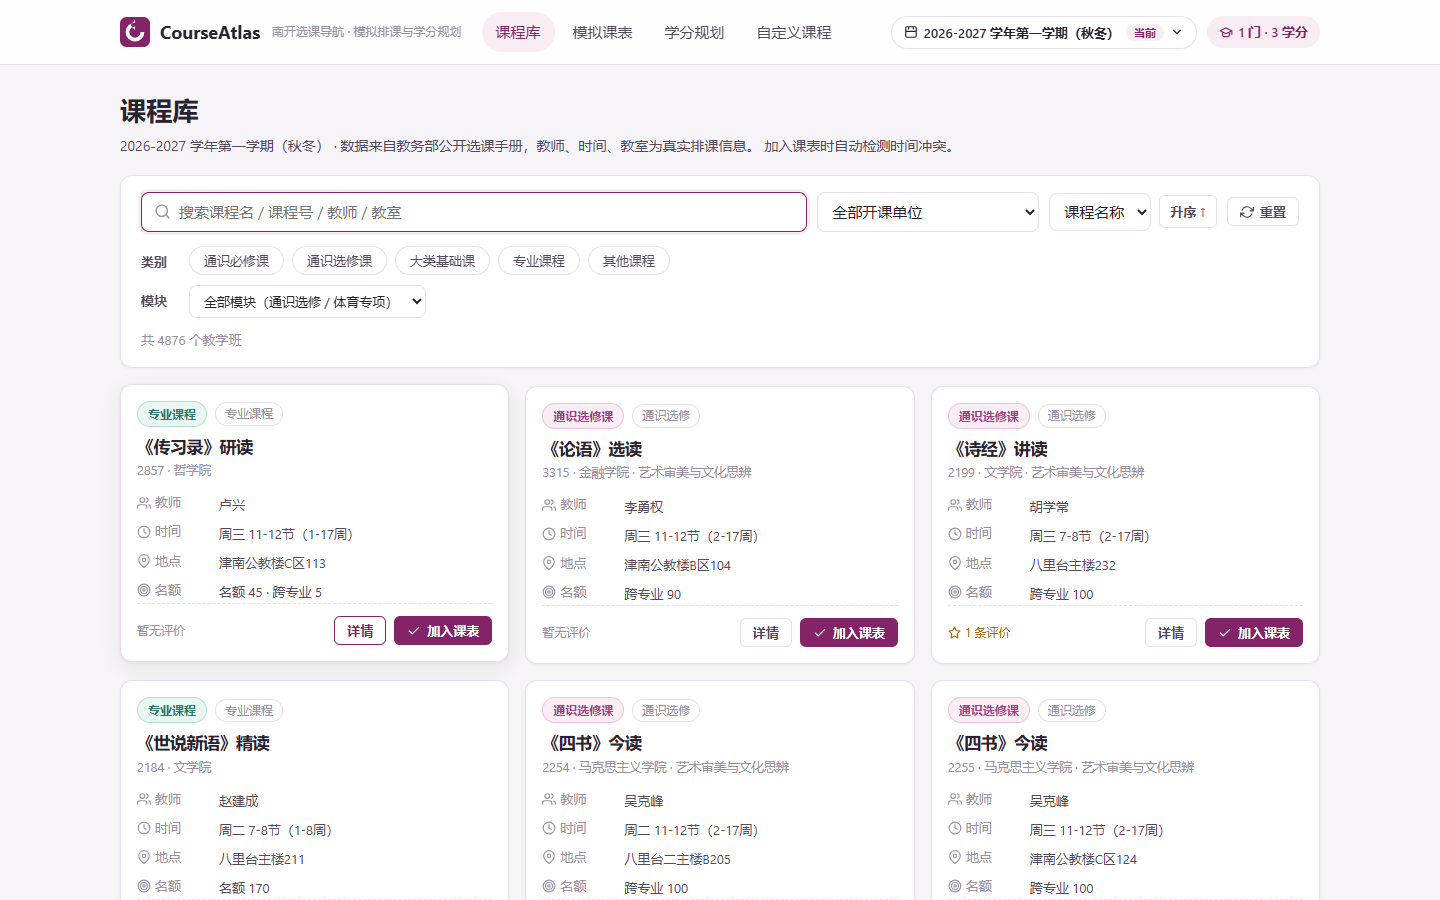 CourseAtlas 南开选课导航 · 模拟排课与学分规划 课程库 模拟课表 学分规划 自定义课程 2026-2027 学年第一学期（秋冬） 当前 1 门 · 3 学分
课程库
2026-2027 学年第一学期（秋冬） · 数据来自教务部公开选课手册，教师、时间、教室为真实排课信息。 加入课表时自动检测时间冲突。
搜索课程名 / 课程号 / 教师 / 教室 全部开课单位 课程名称 升序 ↑ 重置
类别 通识必修课 通识选修课 大类基础课 专业课程 其他课程
模块 全部模块（通识选修 / 体育专项）
共 4876 个教学班
专业课程 专业课程
《传习录》研读
2857 · 哲学院
教师 卢兴
时间 周三 11-12节（1-17周）
地点 津南公教楼C区113
名额 名额 45 · 跨专业 5
暂无评价 详情 加入课表
通识选修课 通识选修
《论语》选读
3315 · 金融学院 · 艺术审美与文化思辨
教师 李勇权
时间 周三 11-12节（2-17周）
地点 津南公教楼B区104
名额 跨专业 90
暂无评价 详情 加入课表
通识选修课 通识选修
《诗经》讲读
2199 · 文学院 · 艺术审美与文化思辨
教师 胡学常
时间 周三 7-8节（2-17周）
地点 八里台主楼232
名额 跨专业 100
1 条评价 详情 加入课表
专业课程 专业课程
《世说新语》精读
2184 · 文学院
教师 赵建成
时间 周二 7-8节（1-8周）
地点 八里台主楼211
名额 名额 170
通识选修课 通识选修
《四书》今读
2254 · 马克思主义学院 · 艺术审美与文化思辨
教师 吴克峰
时间 周二 11-12节（2-17周）
地点 八里台二主楼B205
名额 跨专业 100
通识选修课 通识选修
《四书》今读
2255 · 马克思主义学院 · 艺术审美与文化思辨
教师 吴克峰
时间 周三 11-12节（2-17周）
地点 津南公教楼C区124
名额 跨专业 100